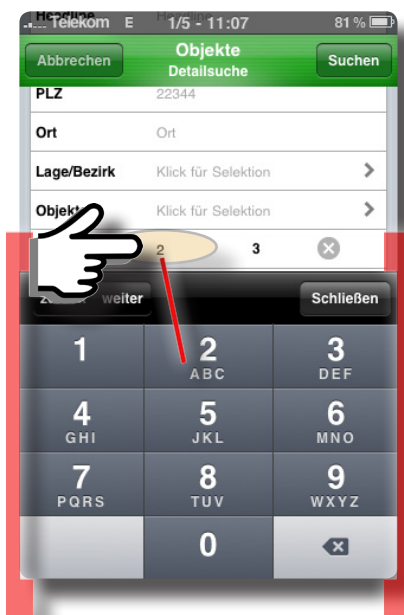 Telekom E 1/5 - 11:07 81 %
Abbrechen Objekte Suchen
Detailsuche
PLZ 22344
Ort Ort
Lage/Bezirk Klick für Selektion
Objekt Klick für Selektion
2 3
weiter Schließen
1 2 3
ABC DEF
4 5 6
GHI JKL MNO
7 8 9
PQRS TUV WXYZ
0